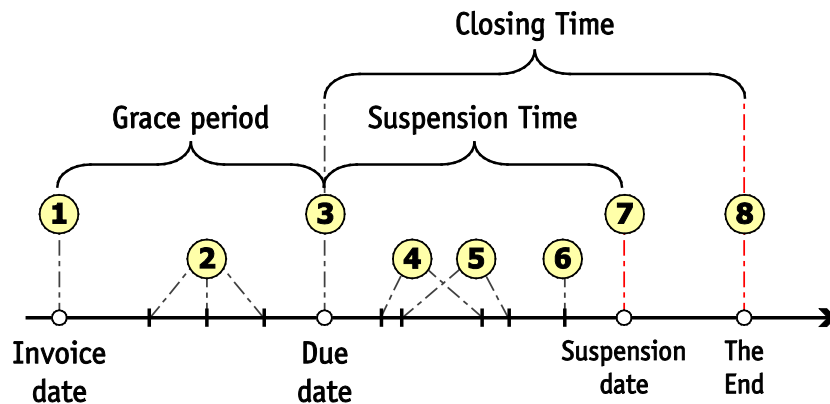 Closing Time
Grace period
Suspension Time
1
3
7
8
2
4
5
6
Invoice
date
Due
date
Suspension
date
The
End